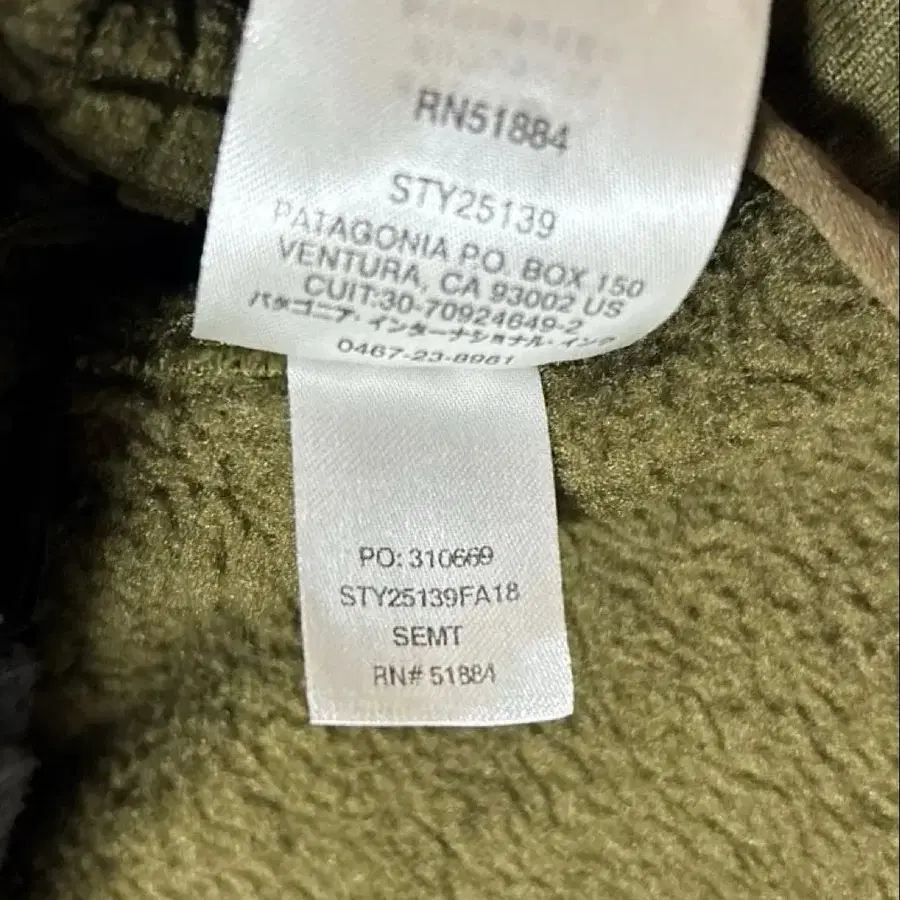 RN51884
STY25139
PATAGONIA P.O. BOX 150
VENTURA, CA 93002 US
CUIT:30-70924649-2
パタゴニア・インターナショナル・インク
0467-23-8961
PO: 310669
STY25139FA18
SEMT
RN# 51884